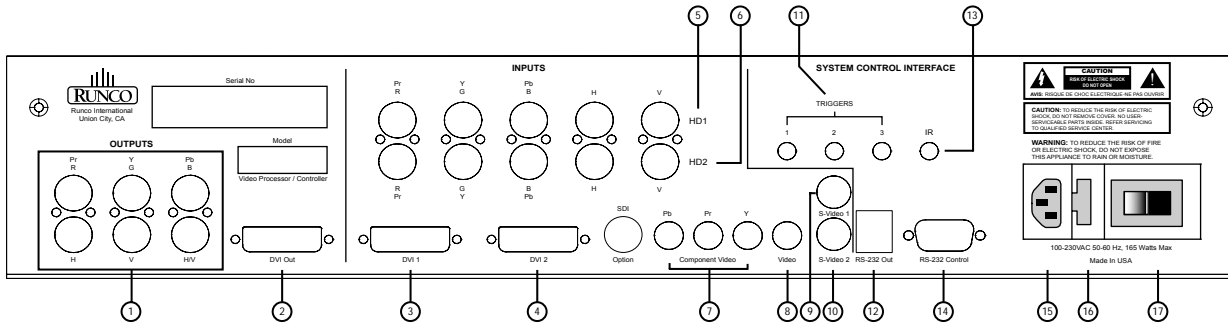 5
6
11
13
INPUTS
SYSTEM CONTROL INTERFACE
RUNCO
Runco International
Union City, CA
Serial No
Model
Video Processor / Controller
OUTPUTS
Pr Y Pb
R G B
H V H/V
DVI Out
Pr Y Pb
R G B H V
HD1
HD2
R G B H V
Pr Y Pb
DVI 1
DVI 2
SDI
Option
Pb Pr Y
Component Video
Video
S-Video 1
S-Video 2
TRIGGERS
1 2 3 IR
RS-232 Out
RS-232 Control
CAUTION
RISK OF ELECTRIC SHOCK
DO NOT OPEN
AVIS: RISQUE DE CHOC ELECTRIQUE-NE PAS OUVRIR
CAUTION: TO REDUCE THE RISK OF ELECTRIC
SHOCK, DO NOT REMOVE COVER. NO USER-
SERVICEABLE PARTS INSIDE. REFER SERVICING
TO QUALIFIED SERVICE CENTER.
WARNING: TO REDUCE THE RISK OF FIRE
OR ELECTRIC SHOCK, DO NOT EXPOSE
THIS APPLIANCE TO RAIN OR MOISTURE.
100-230VAC 50-60 Hz, 165 Watts Max
Made In USA
1
2
3
4
7
8
9
10
12
14
15
16
17